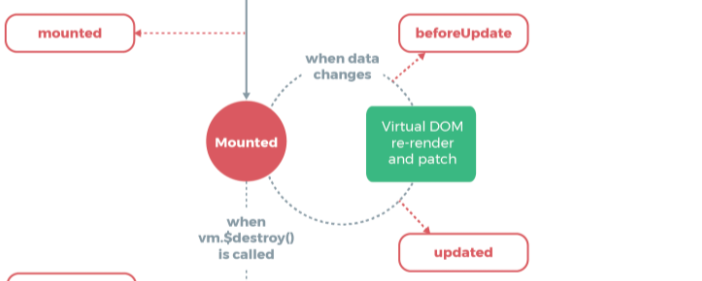 mounted
beforeUpdate
when data
changes
Virtual DOM
re-render
and patch
Mounted
when
vm.$destroy()
is called
updated